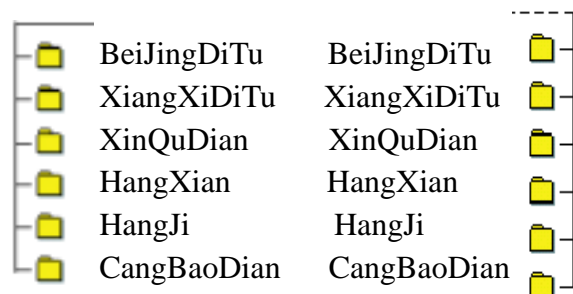 BeiJingDiTu BeiJingDiTu
XiangXiDiTu XiangXiDiTu
XinQuDian XinQuDian
HangXian HangXian
HangJi HangJi
CangBaoDian CangBaoDian